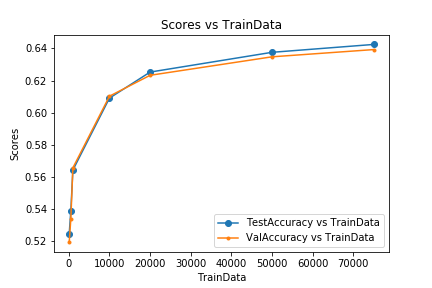 Scores vs TrainData
Scores
0.64
0.62
0.60
0.58
0.56
0.54
0.52
TestAccuracy vs TrainData
ValAccuracy vs TrainData
0 10000 20000 30000 40000 50000 60000 70000
TrainData